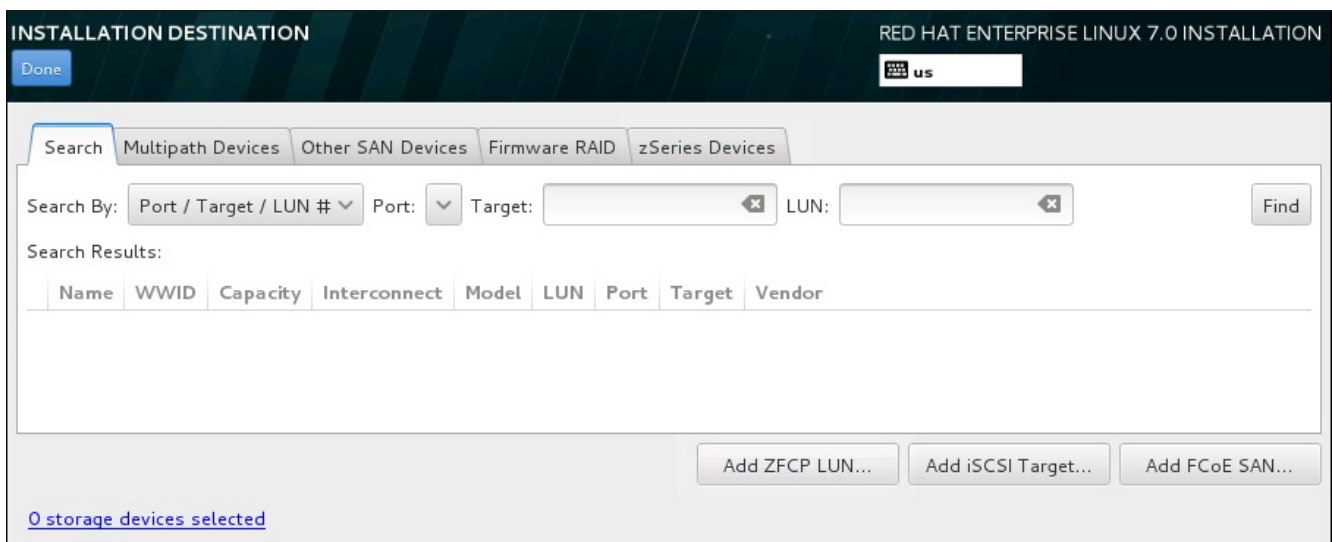 INSTALLATION DESTINATION
RED HAT ENTERPRISE LINUX 7.0 INSTALLATION
Done
us
Search Multipath Devices Other SAN Devices Firmware RAID zSeries Devices
Search By: Port / Target / LUN # Port: Target: LUN: Find
Search Results:
Name WWID Capacity Interconnect Model LUN Port Target Vendor
Add ZFCP LUN... Add iSCSI Target... Add FCoE SAN...
0 storage devices selected